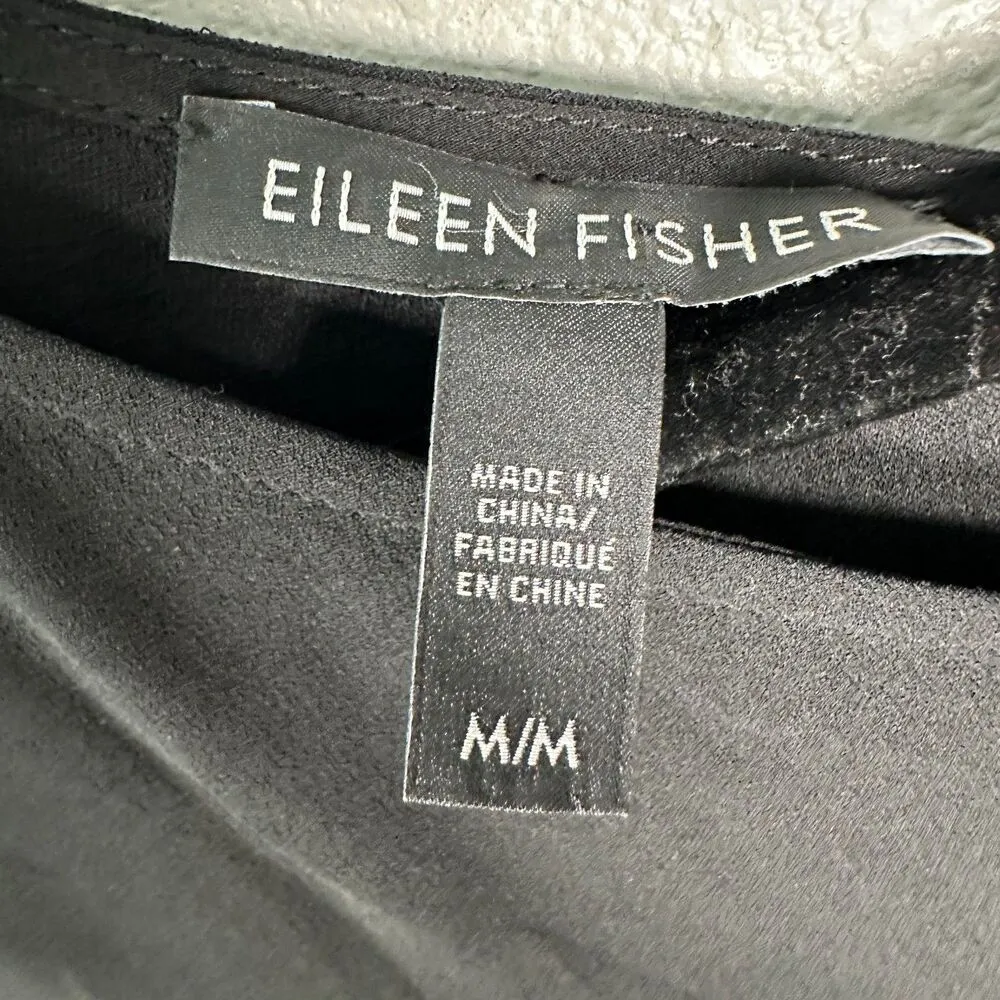 EILEEN FISHER
MADE IN
CHINA/
FABRIQUÉ
EN CHINE
M/M